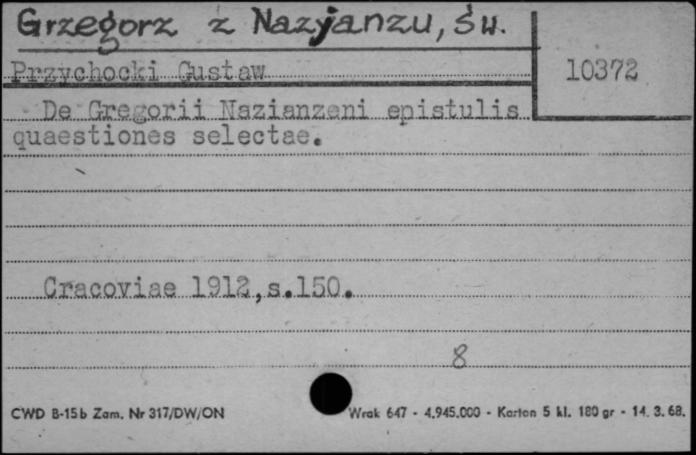 Grzegorz z Nazyanzu, św.
Przychocki Gustaw
10372
De Gregorii Nazianzeni epistulis
quaestiones selectae.
Cracoviae 1912,s.150.
8
CWD B-15b Zam. Nr 317/DW/ON
Wrak 647 - 4.945.000 - Karton 5 kl. 180 gr - 14. 3. 68.